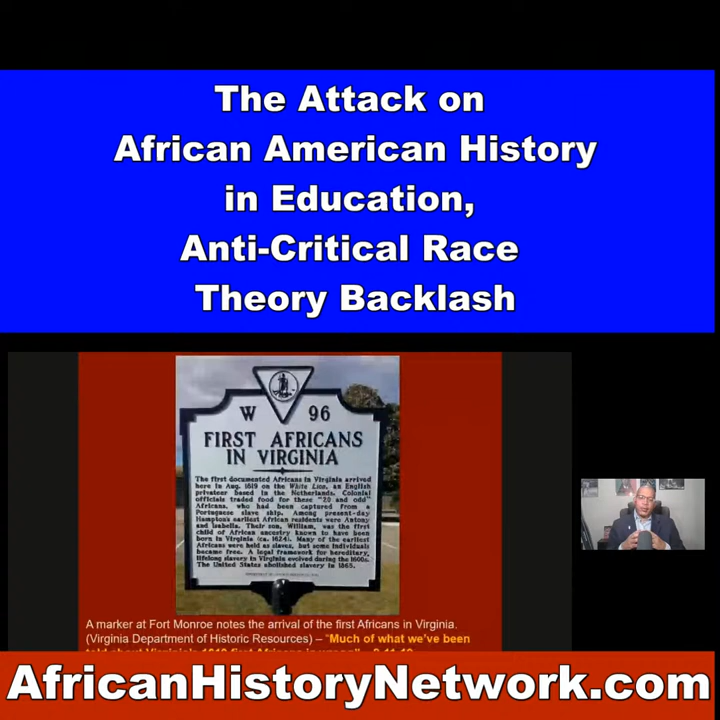 The Attack on
African American History
in Education,
Anti-Critical Race
Theory Backlash
W 96
FIRST AFRICANS
IN VIRGINIA
The first documented Africans in Virginia arrived
here in Aug. 1619 on the White Lion, an English
privateer based in the Netherlands. Colonial
officials traded food for these "20 and odd"
Africans, who had been captured from a
Portuguese slave ship. Among present-day
Hampton's earliest African residents were Antony
and Isabella. Their son, William, was the first
child of African ancestry known to have been
born in Virginia (ca. 1624). Many of the earliest
Africans were held as slaves, but some individuals
became free. A legal framework for hereditary,
lifelong slavery in Virginia evolved during the 1600s.
The United States abolished slavery in 1865.
A marker at Fort Monroe notes the arrival of the first Africans in Virginia.
(Virginia Department of Historic Resources) – "Much of what we've been
AfricanHistoryNetwork.com